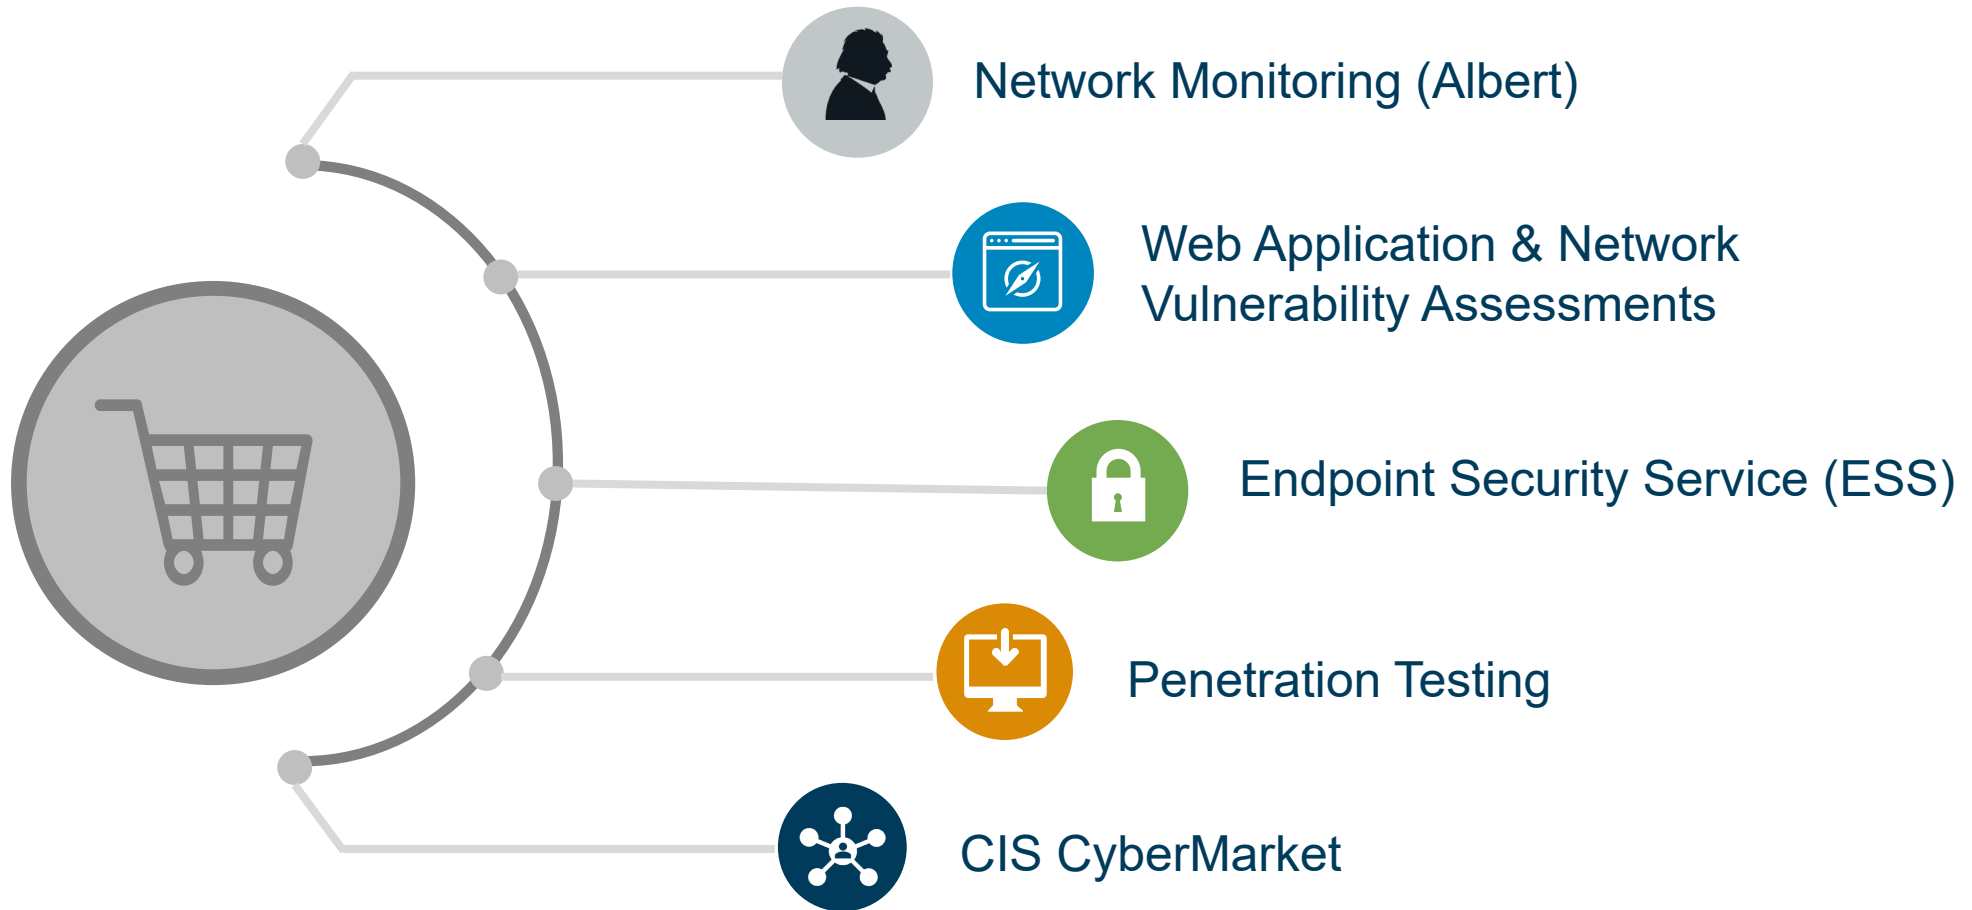 Network Monitoring (Albert)
Web Application & Network
Vulnerability Assessments
Endpoint Security Service (ESS)
Penetration Testing
CIS CyberMarket